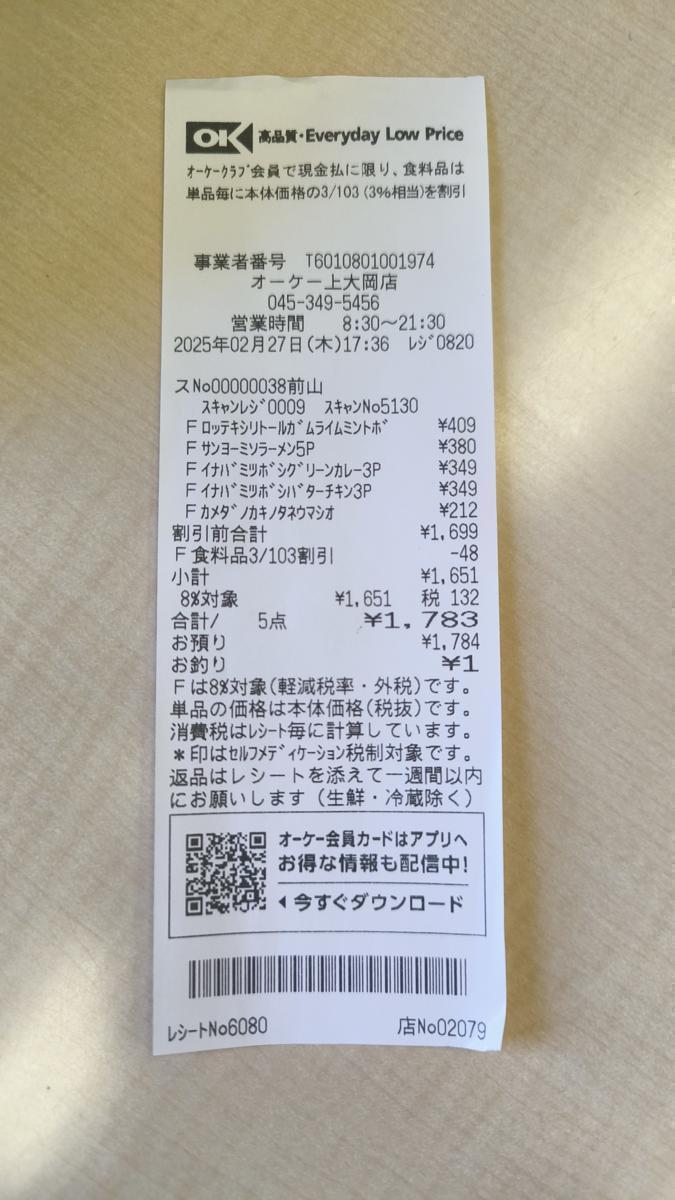 OK 高品質・Everyday Low Price
オーケークラブ会員で現金払に限り、食料品は
単品毎に本体価格の3/103(3%相当)を割引
事業者番号 T6010801001974
オーケー上大岡店
045-349-5456
営業時間 8:30～21:30
2025年02月27日(木)17:36 ﾚｼﾞ0820
スNo00000038前山
ｽｷｬﾝﾚｼﾞ0009 ｽｷｬﾝNo5130
F ﾛｯﾃｷｼﾘﾄｰﾙｶﾞﾑﾗｲﾑﾐﾝﾄﾎﾞ ¥409
F ｻﾝﾖｰﾐｿﾗｰﾒﾝ5P ¥380
F ｲﾅﾊﾞﾐﾂﾎﾞｼｸﾞﾘｰﾝｶﾚｰ3P ¥349
F ｲﾅﾊﾞﾐﾂﾎﾞｼﾊﾞﾀｰﾁｷﾝ3P ¥349
F ｶﾒﾀﾞﾉｶｷﾉﾀﾈｳﾏｼｵ ¥212
割引前合計 ¥1,699
F 食料品3/103割引 -48
小計 ¥1,651
8%対象 ¥1,651 税 132
合計/ 5点 ¥1,783
お預り ¥1,784
お釣り ¥1
Fは8%対象(軽減税率・外税)です。
単品の価格は本体価格(税抜)です。
消費税はﾚｼｰﾄ毎に計算しています。
*印はｾﾙﾌﾒﾃﾞｨｹｰｼｮﾝ税制対象です。
返品はレシートを添えて一週間以内
にお願いします(生鮮・冷蔵除く)
オーケー会員カードはアプリへ
お得な情報も配信中!
◀今すぐダウンロード
ﾚｼｰﾄNo6080 店No02079